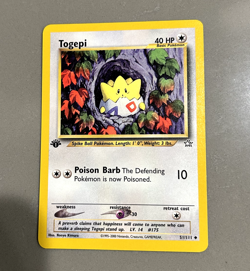 Togepi
40 HP
Basic Pokémon
Spike Ball Pokémon. Length: 1' 0", Weight: 3 lbs.
Poison Barb The Defending
Pokémon is now Poisoned.
10
weakness
resistance
retreat cost
-30
A proverb claims that happiness will come to anyone who can
make a sleeping Togepi stand up. LV. 14 #175
Illus.